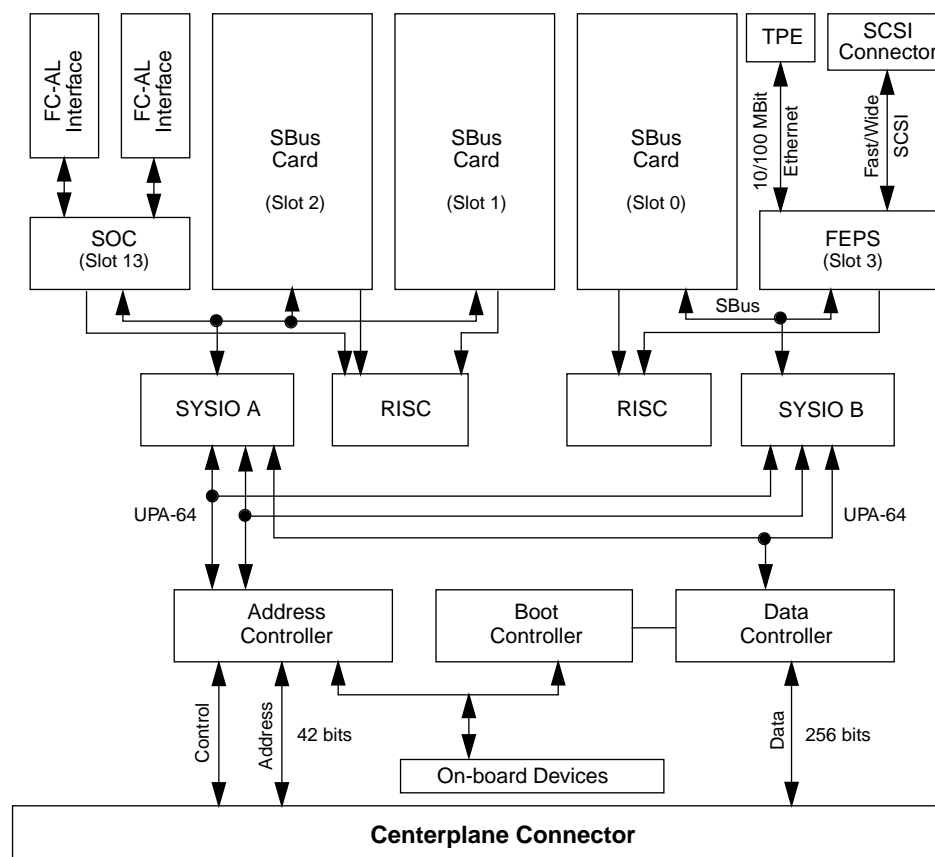 FC-AL
Interface
FC-AL
Interface
SBus
Card
(Slot 2)
SBus
Card
(Slot 1)
SBus
Card
(Slot 0)
TPE
SCSI
Connector
10/100 MBit
Ethernet
Fast/Wide
SCSI
SOC
(Slot 13)
FEPS
(Slot 3)
SBus
SYSIO A
RISC
RISC
SYSIO B
UPA-64
UPA-64
Address
Controller
Boot
Controller
Data
Controller
Control
Address
42 bits
Data
256 bits
On-board Devices
Centerplane Connector